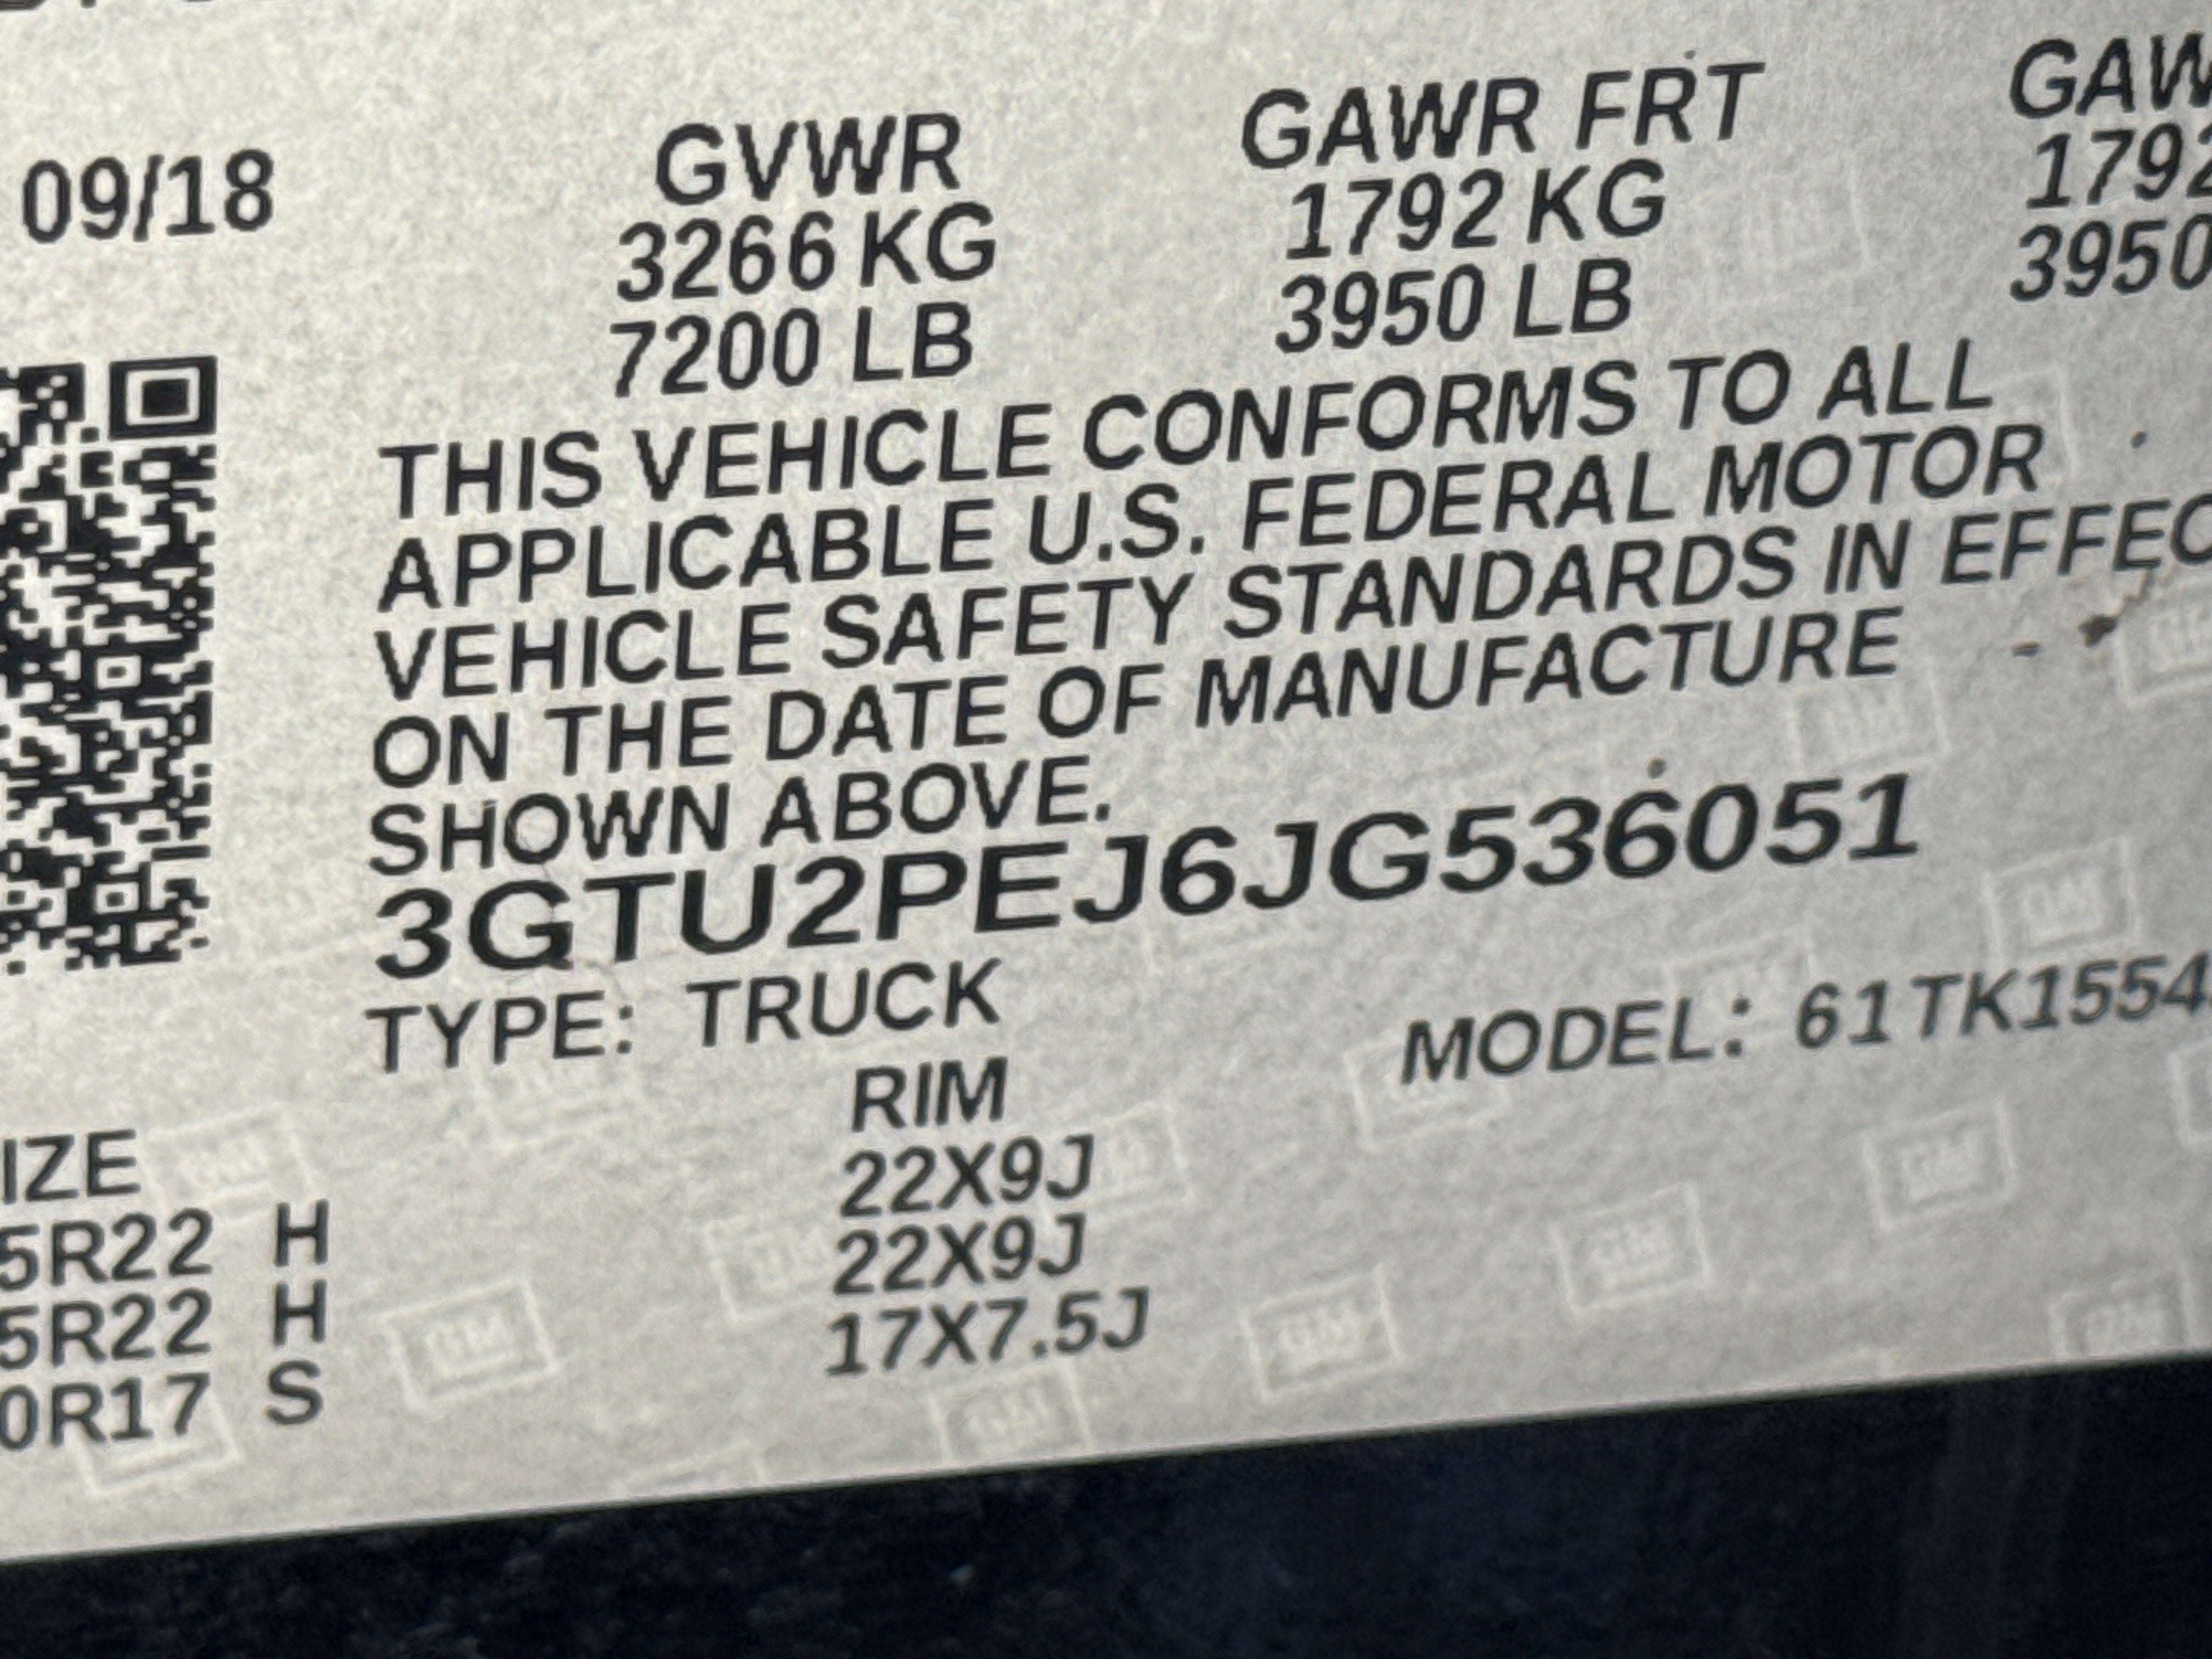 09/18
GVWR GAWR FRT
3266 KG 1792 KG 1792
7200 LB 3950 LB 3950
THIS VEHICLE CONFORMS TO ALL
APPLICABLE U.S. FEDERAL MOTOR
VEHICLE SAFETY STANDARDS IN EFFEC
ON THE DATE OF MANUFACTURE
SHOWN ABOVE.
3GTU2PEJ6JG536051
TYPE: TRUCK MODEL: 61TK1554
IZE RIM
5R22 H 22X9J
5R22 H 22X9J
0R17 S 17X7.5J